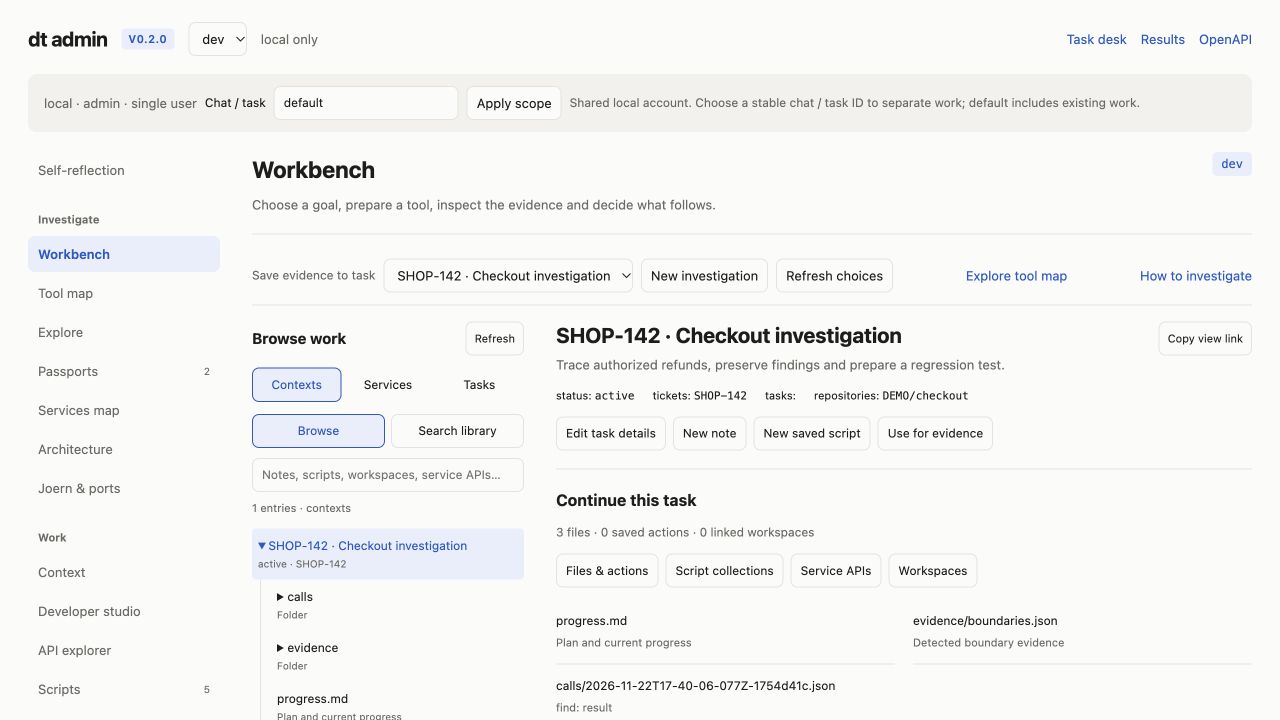 dt admin V0.2.0 dev local only Task desk Results OpenAPI
local · admin · single user Chat / task default Apply scope Shared local account. Choose a stable chat / task ID to separate work; default includes existing work.
Self-reflection
Investigate
Workbench
Tool map
Explore
Passports 2
Services map
Architecture
Joern & ports
Work
Context
Developer studio
API explorer
Scripts 5
Workbench dev
Choose a goal, prepare a tool, inspect the evidence and decide what follows.
Save evidence to task SHOP-142 · Checkout investigation New investigation Refresh choices Explore tool map How to investigate
Browse work Refresh
Contexts Services Tasks
Browse Search library
Notes, scripts, workspaces, service APIs...
1 entries · contexts
▼ SHOP-142 · Checkout investigation
active · SHOP-142
▶ calls
Folder
▶ evidence
Folder
progress.md
Plan and current progress
SHOP-142 · Checkout investigation Copy view link
Trace authorized refunds, preserve findings and prepare a regression test.
status: active tickets: SHOP-142 tasks: repositories: DEMO/checkout
Edit task details New note New saved script Use for evidence
Continue this task
3 files · 0 saved actions · 0 linked workspaces
Files & actions Script collections Service APIs Workspaces
progress.md evidence/boundaries.json
Plan and current progress Detected boundary evidence
calls/2026-11-22T17-40-06-077Z-1754d41c.json
find: result